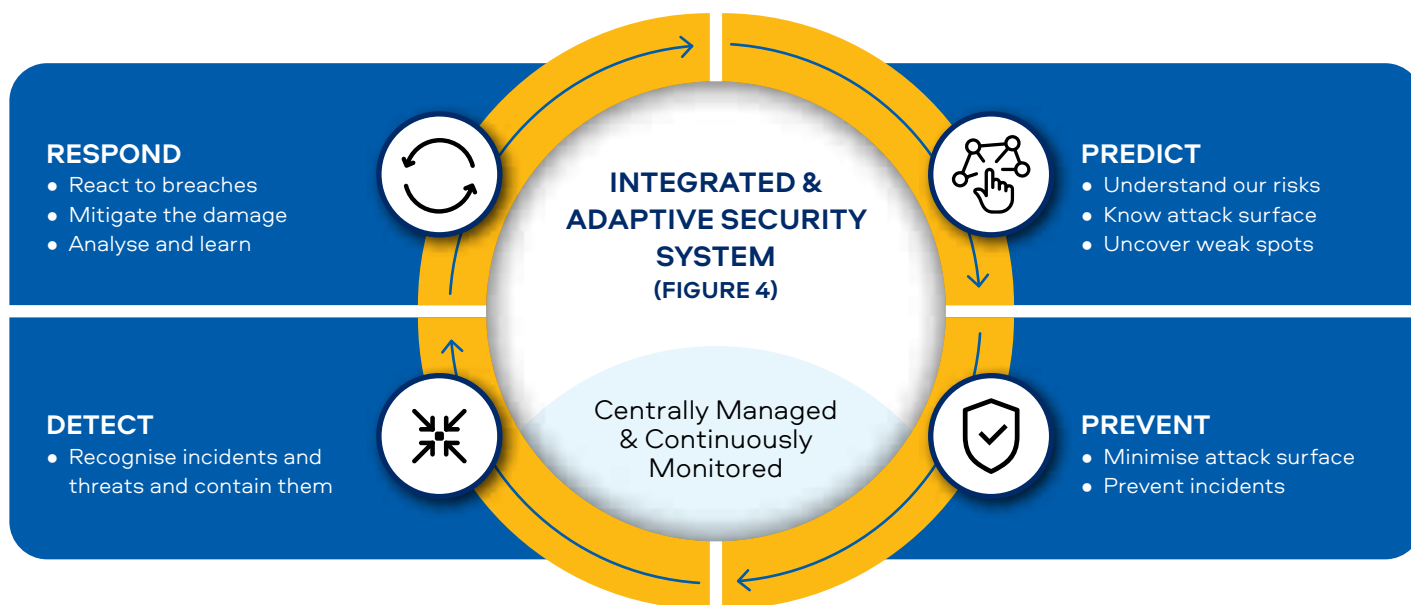 RESPOND
● React to breaches
● Mitigate the damage
● Analyse and learn
INTEGRATED &
ADAPTIVE SECURITY
SYSTEM
(FIGURE 4)
PREDICT
● Understand our risks
● Know attack surface
● Uncover weak spots
DETECT
● Recognise incidents and
threats and contain them
Centrally Managed
& Continuously
Monitored
PREVENT
● Minimise attack surface
● Prevent incidents